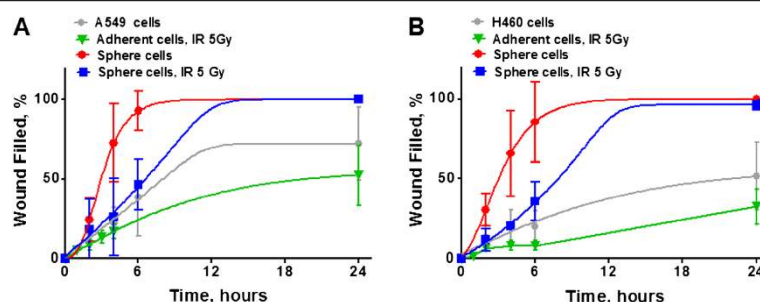 A
A549 cells
Adherent cells, IR 5Gy
Sphere cells
Sphere cells, IR 5 Gy
Wound Filled, %
100
50
0
0 6 12 18 24
Time, hours
B
H460 cells
Adherent cells, IR 5Gy
Sphere cells
Sphere cells, IR 5 Gy
Wound Filled, %
100
50
0
0 6 12 18 24
Time, hours